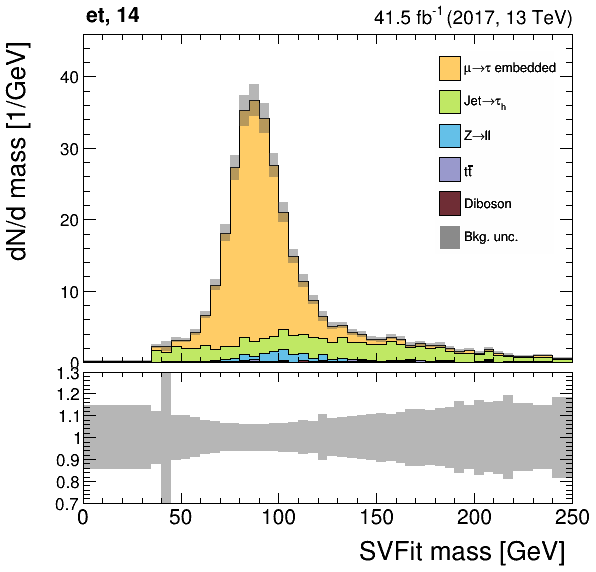 et, 14
41.5 fb⁻¹ (2017, 13 TeV)
dN/d mass [1/GeV]
40
30
20
10
0
μ→τ embedded
Jet→τₕ
Z→ll
tt̄
Diboson
Bkg. unc.
1.3
1.2
1.1
1
0.9
0.8
0.7
0 50 100 150 200 250
SVFit mass [GeV]